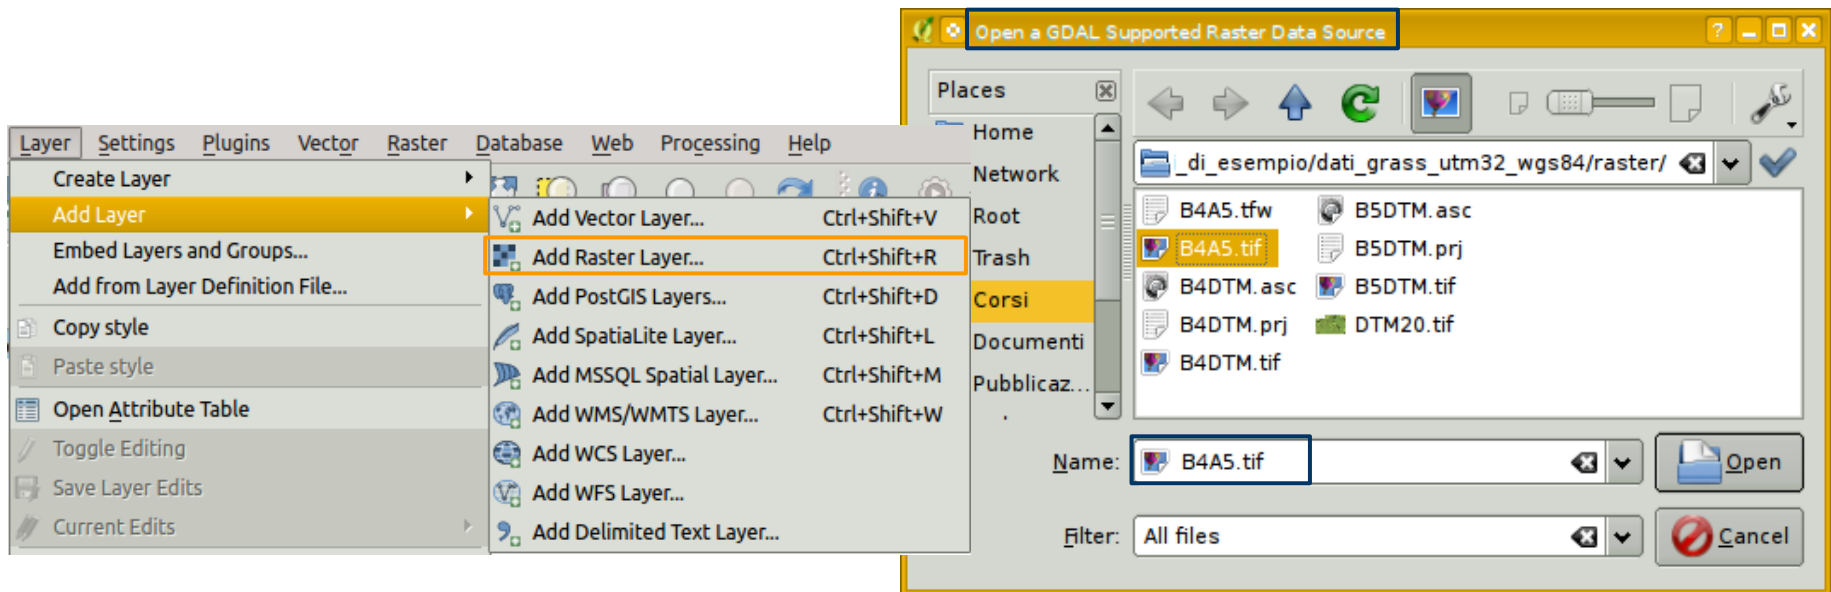 Layer Settings Plugins Vector Raster Database Web Processing Help
Create Layer
Add Layer
Embed Layers and Groups...
Add from Layer Definition File...
Copy style
Paste style
Open Attribute Table
Toggle Editing
Save Layer Edits
Current Edits
Add Vector Layer... Ctrl+Shift+V
Add Raster Layer... Ctrl+Shift+R
Add PostGIS Layers... Ctrl+Shift+D
Add SpatiaLite Layer... Ctrl+Shift+L
Add MSSQL Spatial Layer... Ctrl+Shift+M
Add WMS/WMTS Layer... Ctrl+Shift+W
Add WCS Layer...
Add WFS Layer...
Add Delimited Text Layer...
Open a GDAL Supported Raster Data Source
Places
Home
Network
Root
Trash
Corsi
Documenti
Pubblicaz...
_di_esempio/dati_grass_utm32_wgs84/raster/
B4A5.tfw B5DTM.asc
B4A5.tif B5DTM.prj
B4DTM.asc B5DTM.tif
B4DTM.prj DTM20.tif
B4DTM.tif
Name: B4A5.tif Open
Filter: All files Cancel